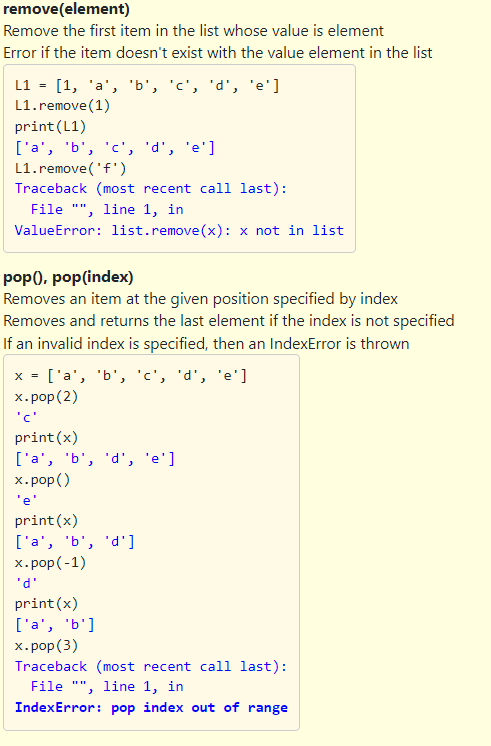 remove(element)
Remove the first item in the list whose value is element
Error if the item doesn't exist with the value element in the list
L1 = [1, 'a', 'b', 'c', 'd', 'e']
L1.remove(1)
print(L1)
['a', 'b', 'c', 'd', 'e']
L1.remove('f')
Traceback (most recent call last):
  File "", line 1, in
ValueError: list.remove(x): x not in list
pop(), pop(index)
Removes an item at the given position specified by index
Removes and returns the last element if the index is not specified
If an invalid index is specified, then an IndexError is thrown
x = ['a', 'b', 'c', 'd', 'e']
x.pop(2)
'c'
print(x)
['a', 'b', 'd', 'e']
x.pop()
'e'
print(x)
['a', 'b', 'd']
x.pop(-1)
'd'
print(x)
['a', 'b']
x.pop(3)
Traceback (most recent call last):
  File "", line 1, in
IndexError: pop index out of range